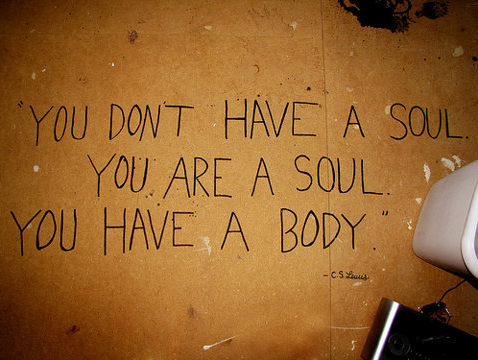 "YOU DON'T HAVE A SOUL.
YOU ARE A SOUL.
YOU HAVE A BODY."
- C.S. Lewis